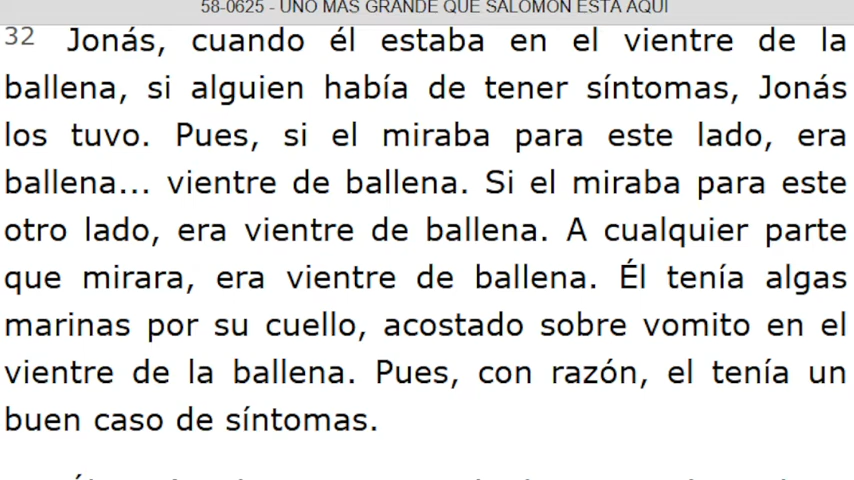 58-0625 - UNO MAS GRANDE QUE SALOMON ESTA AQUI
32 Jonás, cuando él estaba en el vientre de la
ballena, si alguien había de tener síntomas, Jonás
los tuvo. Pues, si el miraba para este lado, era
ballena... vientre de ballena. Si el miraba para este
otro lado, era vientre de ballena. A cualquier parte
que mirara, era vientre de ballena. Él tenía algas
marinas por su cuello, acostado sobre vomito en el
vientre de la ballena. Pues, con razón, el tenía un
buen caso de síntomas.